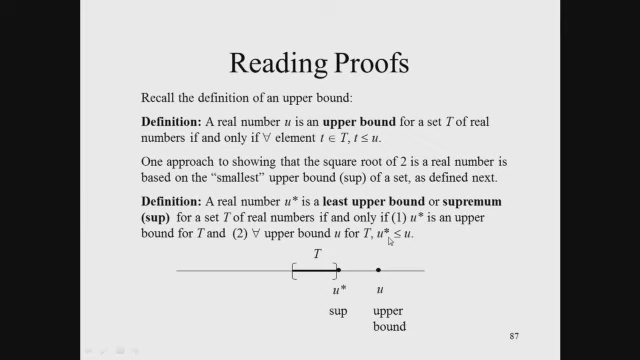 Reading Proofs
Recall the definition of an upper bound:
Definition: A real number u is an upper bound for a set T of real
numbers if and only if ∀ element t ∈ T, t ≤ u.
One approach to showing that the square root of 2 is a real number is
based on the “smallest” upper bound (sup) of a set, as defined next.
Definition: A real number u* is a least upper bound or supremum
(sup) for a set T of real numbers if and only if (1) u* is an upper
bound for T and (2) ∀ upper bound u for T, u* ≤ u.
T
[ ]
u* u
sup upper
bound
87